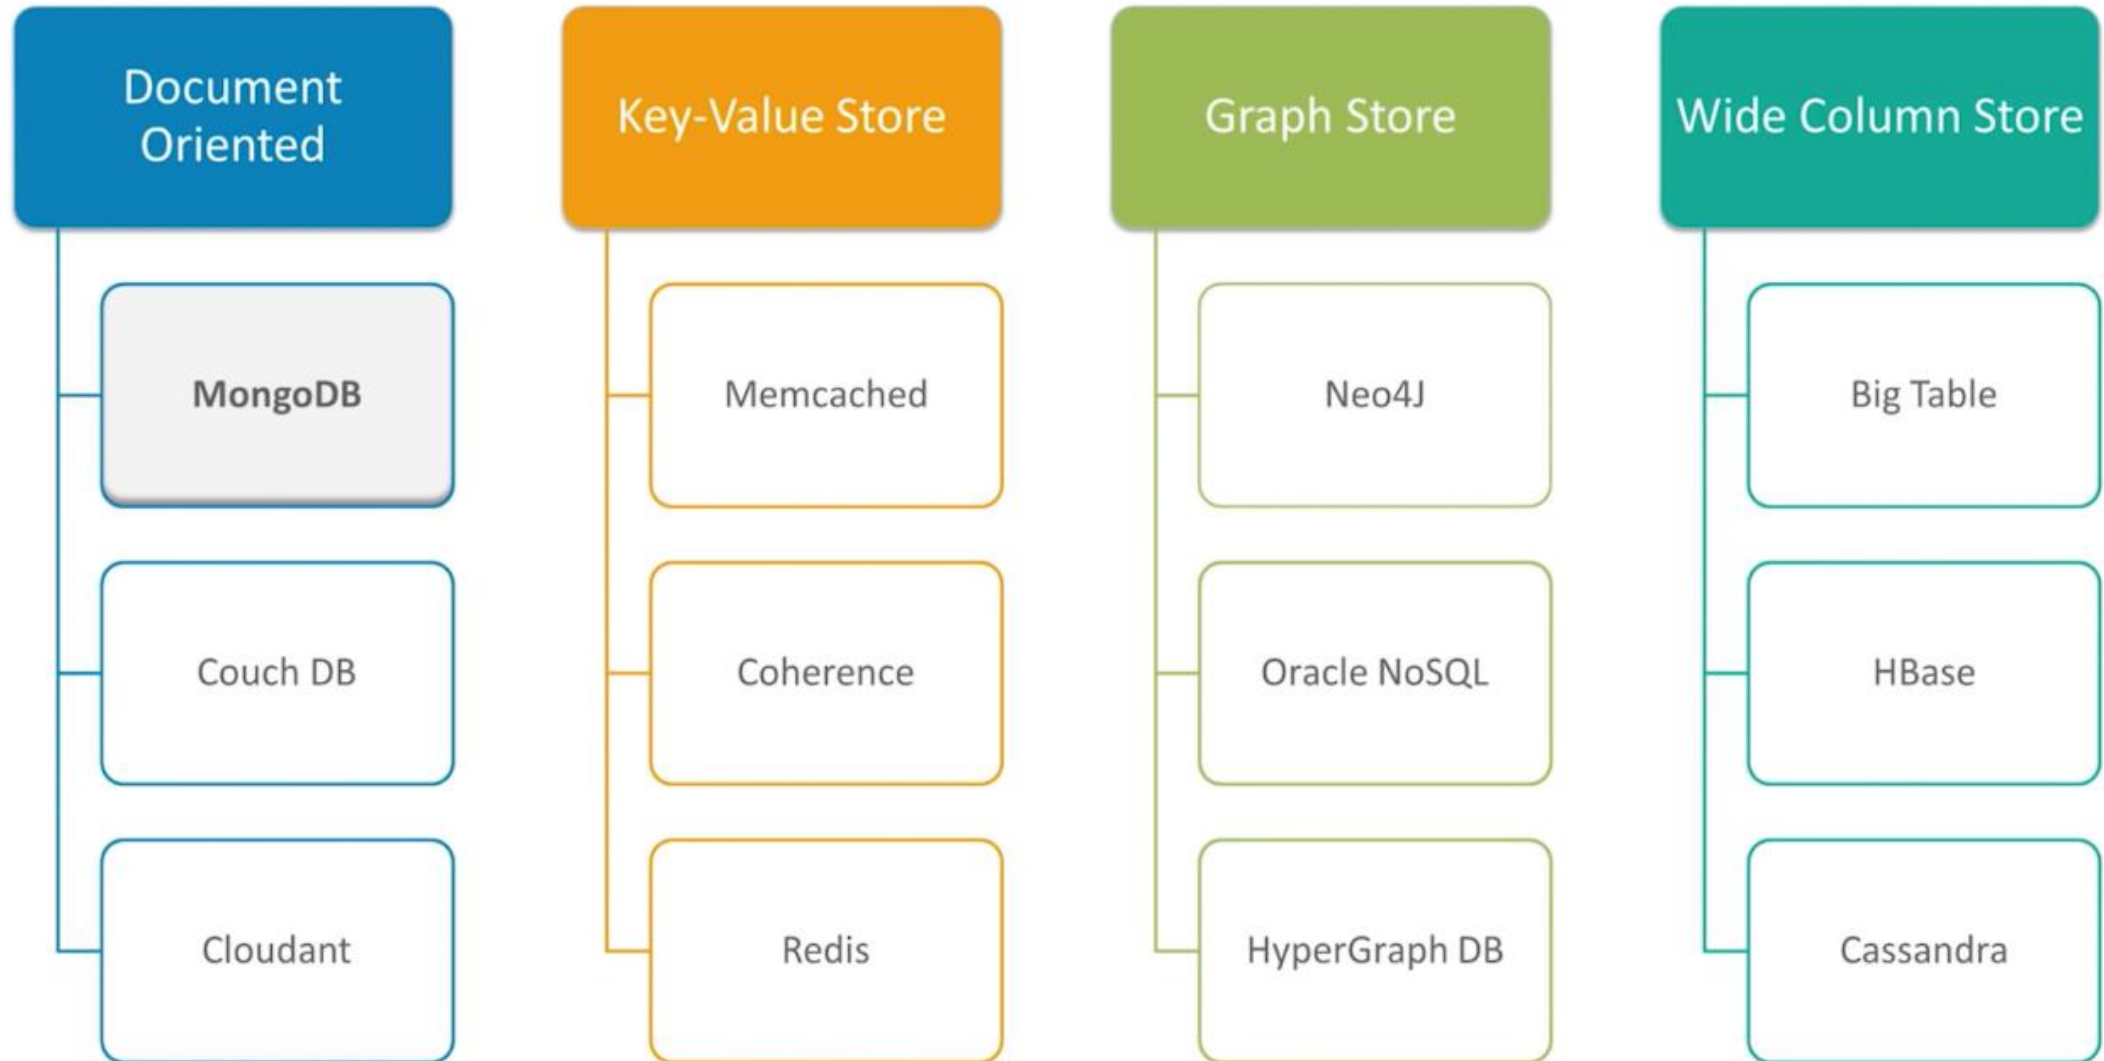 Document
Oriented
MongoDB
Couch DB
Cloudant
Key-Value Store
Memcached
Coherence
Redis
Graph Store
Neo4J
Oracle NoSQL
HyperGraph DB
Wide Column Store
Big Table
HBase
Cassandra